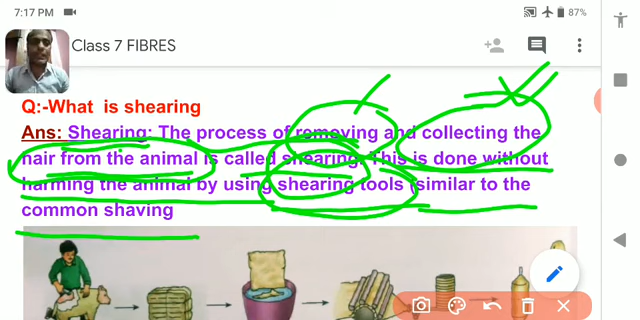 7:17 PM
87%
Class 7 FIBRES
Q:-What is shearing
Ans: Shearing: The process of removing and collecting the
hair from the animal is called shearing. This is done without
harming the animal by using shearing tools (similar to the
common shaving